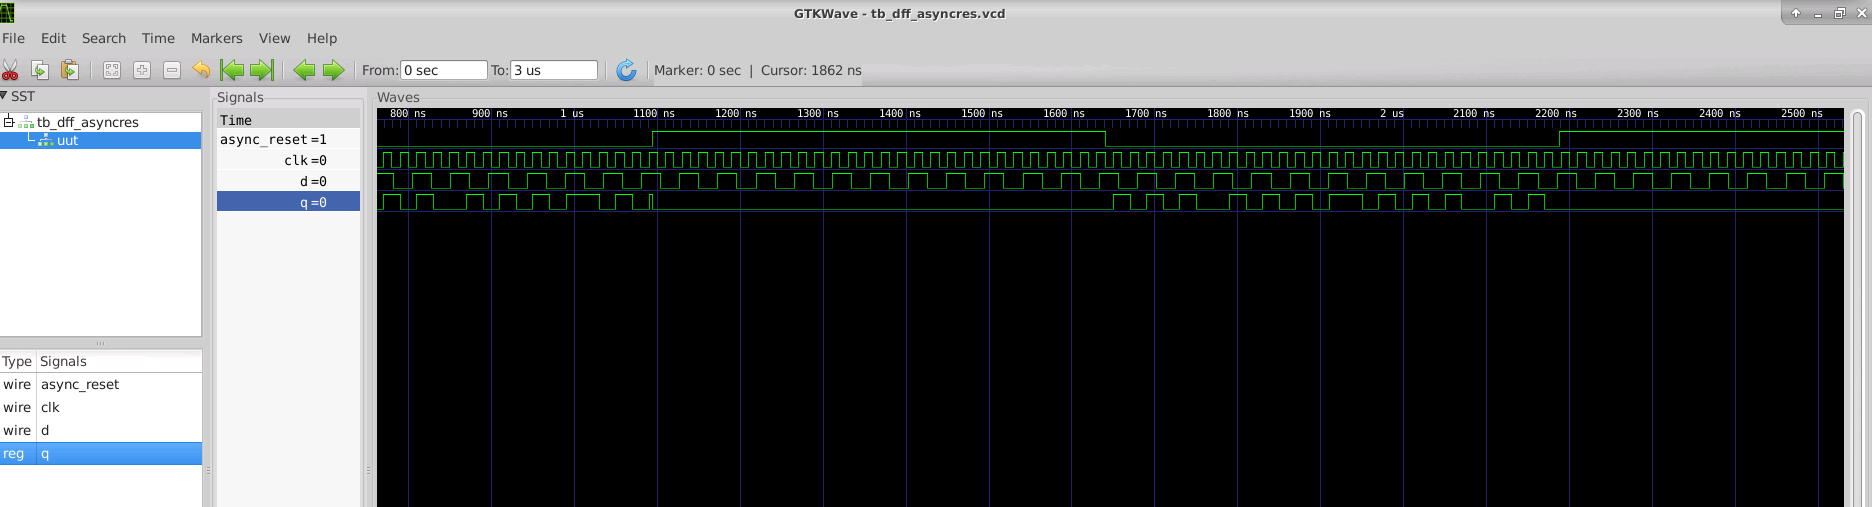 GTKWave - tb_dff_asyncres.vcd
File Edit Search Time Markers View Help
From: 0 sec To: 3 us Marker: 0 sec | Cursor: 1862 ns
SST
tb_dff_asyncres
uut
Type Signals
wire async_reset
wire clk
wire d
reg q
Signals
Time
async_reset=1
clk=0
d=0
q=0
Waves
800 ns 900 ns 1 us 1100 ns 1200 ns 1300 ns 1400 ns 1500 ns 1600 ns 1700 ns 1800 ns 1900 ns 2 us 2100 ns 2200 ns 2300 ns 2400 ns 2500 ns